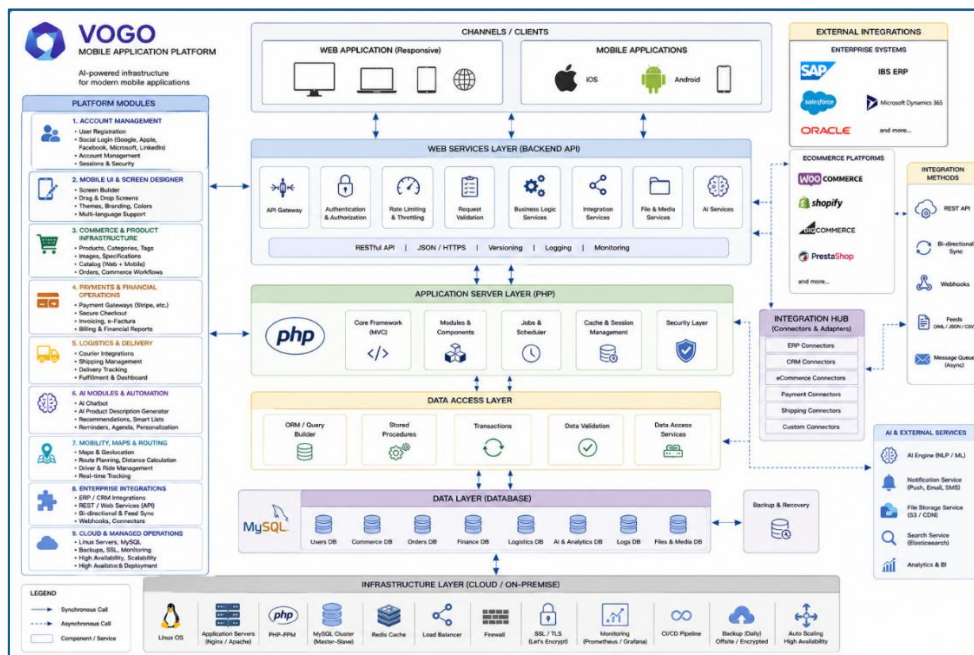 VOGO
MOBILE APPLICATION PLATFORM
AI-powered infrastructure
for modern mobile applications
PLATFORM MODULES
1. ACCOUNT MANAGEMENT
• User Registration
• Social Login (Google, Apple,
Facebook, Microsoft, LinkedIn)
• Account Management
• Sessions & Security
2. MOBILE UI & SCREEN DESIGNER
• Screen Builder
• Drag & Drop Screens
• Themes, Branding, Colors
• Multi-language Support
3. COMMERCE & PRODUCT
INFRASTRUCTURE
• Products, Categories, Tags
• Images, Specifications
• Catalog (Web + Mobile)
• Orders, Commerce Workflows
4. PAYMENTS & FINANCIAL
OPERATIONS
• Payment Gateways (Stripe, etc.)
• Secure Checkout
• Invoicing, e-Factura
• Billing & Financial Reports
5. LOGISTICS & DELIVERY
• Courier Integrations
• Shipping Management
• Delivery Tracking
• Fulfillment & Dashboard
6. AI MODULES & AUTOMATION
• AI Chatbot
• AI Product Description Generator
• Recommendations, Smart Lists
• Reminders, Agenda, Personalization
7. MOBILITY, MAPS & ROUTING
• Maps & Geolocation
• Route Planning, Distance Calculation
• Driver & Ride Management
• Real-time Tracking
8. ENTERPRISE INTEGRATIONS
• ERP / CRM Integrations
• REST / Web Services (API)
• Bi-directional & Feed Sync
• Webhooks, Connectors
9. CLOUD & MANAGED OPERATIONS
• Linux Servers, MySQL
• Backups, SSL, Monitoring
• High Availability, Scalability
• High Availability & Deployment
LEGEND
Synchronous Call
Asynchronous Call
Component / Service
CHANNELS / CLIENTS
WEB APPLICATION (Responsive)
MOBILE APPLICATIONS
iOS
Android
WEB SERVICES LAYER (BACKEND API)
API Gateway
Authentication
& Authorization
Rate Limiting
& Throttling
Request
Validation
Business Logic
Services
Integration
Services
File & Media
Services
AI Services
RESTful API | JSON / HTTPS | Versioning | Logging | Monitoring
APPLICATION SERVER LAYER (PHP)
php
Core Framework
(MVC)
Modules &
Components
Jobs &
Scheduler
Cache & Session
Management
Security Layer
DATA ACCESS LAYER
ORM / Query
Builder
Stored
Procedures
Transactions
Data Validation
Data Access
Services
DATA LAYER (DATABASE)
MySQL
Users DB
Commerce DB
Orders DB
Finance DB
Logistics DB
AI & Analytics DB
Logs DB
Files & Media DB
Backup & Recovery
INFRASTRUCTURE LAYER (CLOUD / ON-PREMISE)
Linux OS
Application Servers
(Nginx / Apache)
php
PHP-FPM
MySQL Cluster
(Master-Slave)
Redis Cache
Load Balancer
Firewall
SSL / TLS
(Let's Encrypt)
Monitoring
(Prometheus / Grafana)
CI/CD Pipeline
Backup (Daily)
Offsite / Encrypted
Auto Scaling
High Availability
EXTERNAL INTEGRATIONS
ENTERPRISE SYSTEMS
SAP
IBS ERP
salesforce
Microsoft Dynamics 365
ORACLE
and more...
ECOMMERCE PLATFORMS
WOO COMMERCE
shopify
BIGCOMMERCE
PrestaShop
and more...
INTEGRATION
METHODS
REST API
Bi-directional
Sync
Webhooks
Feeds
(XML / JSON / CSV)
Message Queue
(Async)
INTEGRATION HUB
(Connectors & Adapters)
ERP Connectors
CRM Connectors
eCommerce Connectors
Payment Connectors
Shipping Connectors
Custom Connectors
AI & EXTERNAL SERVICES
AI Engine (NLP / ML)
Notification Service
(Push, Email, SMS)
File Storage Service
(S3 / CDN)
Search Service
(Elasticsearch)
Analytics & BI